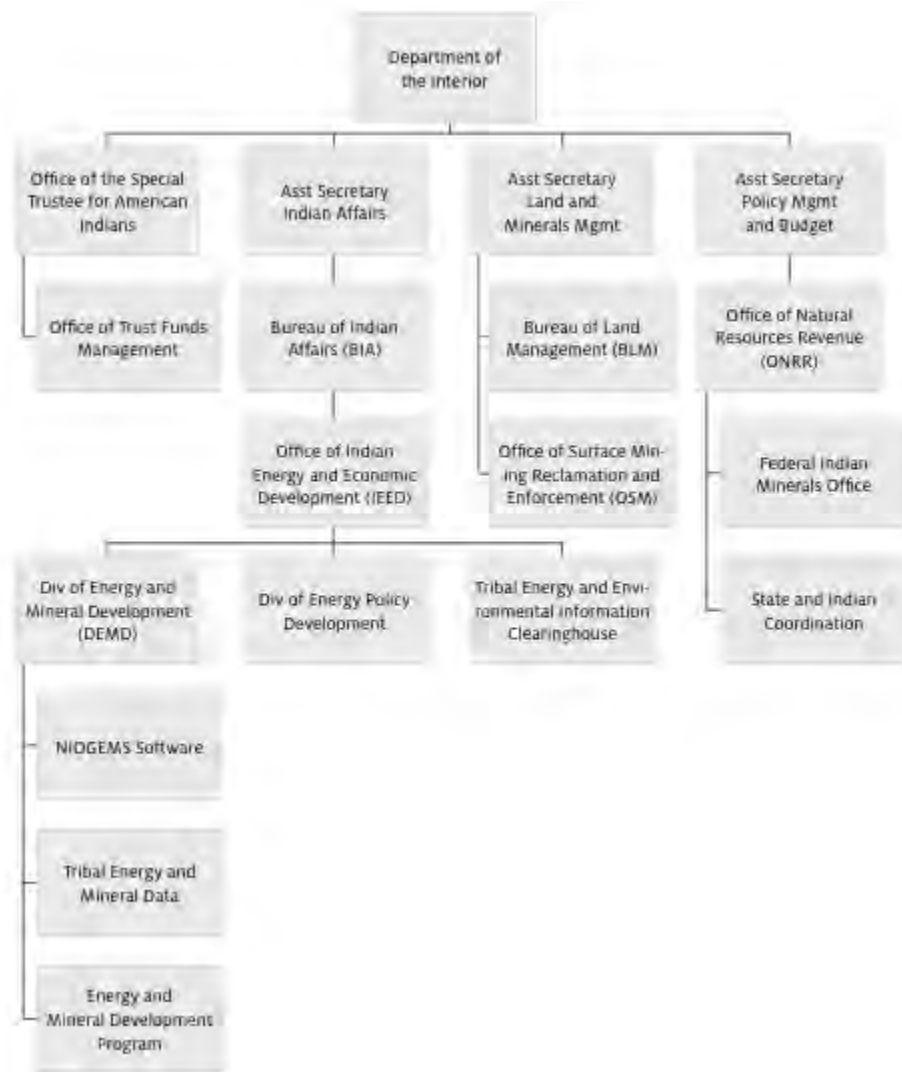 Department of
the Interior
Office of the Special
Trustee for American
Indians
Asst Secretary
Indian Affairs
Asst Secretary
Land and
Minerals Mgmt
Asst Secretary
Policy Mgmt
and Budget
Office of Trust Funds
Management
Bureau of Indian
Affairs (BIA)
Bureau of Land
Management (BLM)
Office of Natural
Resources Revenue
(ONRR)
Office of Indian
Energy and Economic
Development (IEED)
Office of Surface Min-
ing Reclamation and
Enforcement (OSM)
Federal Indian
Minerals Office
Div of Energy and
Mineral Development
(DEMD)
Div of Energy Policy
Development
Tribal Energy and Envi-
ronmental Information
Clearinghouse
State and Indian
Coordination
NIOGEMS Software
Tribal Energy and
Mineral Data
Energy and
Mineral Development
Program